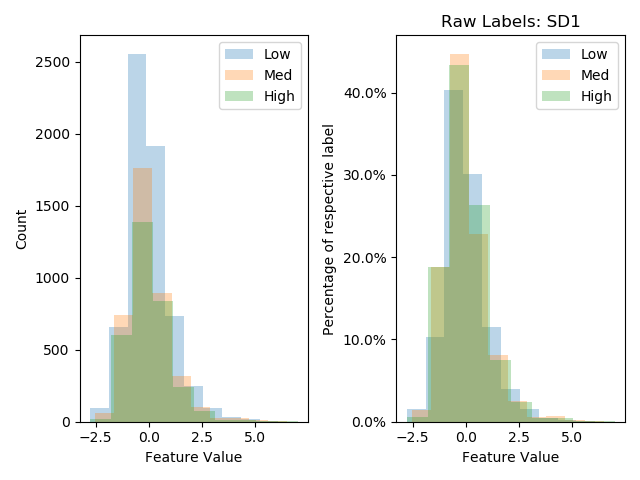 Raw Labels: SD1
Count
2500
2000
1500
1000
500
0
−2.5 0.0 2.5 5.0
Feature Value
Low
Med
High
Percentage of respective label
40.0%
30.0%
20.0%
10.0%
0.0%
−2.5 0.0 2.5 5.0
Feature Value
Low
Med
High